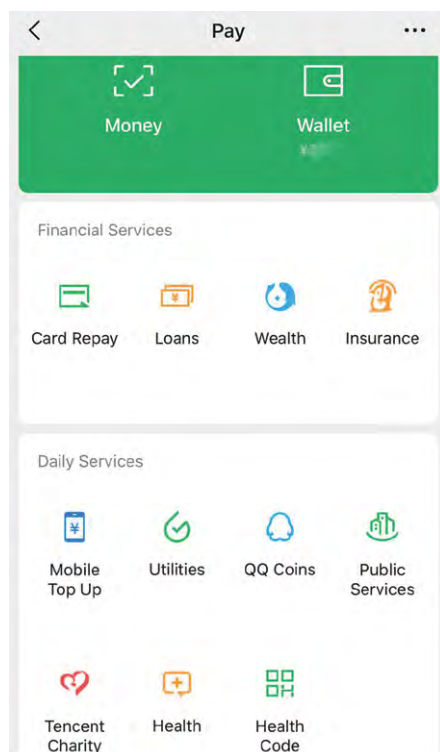 Pay
Money Wallet
Financial Services
Card Repay Loans Wealth Insurance
Daily Services
Mobile Top Up Utilities QQ Coins Public Services
Tencent Charity Health Health Code